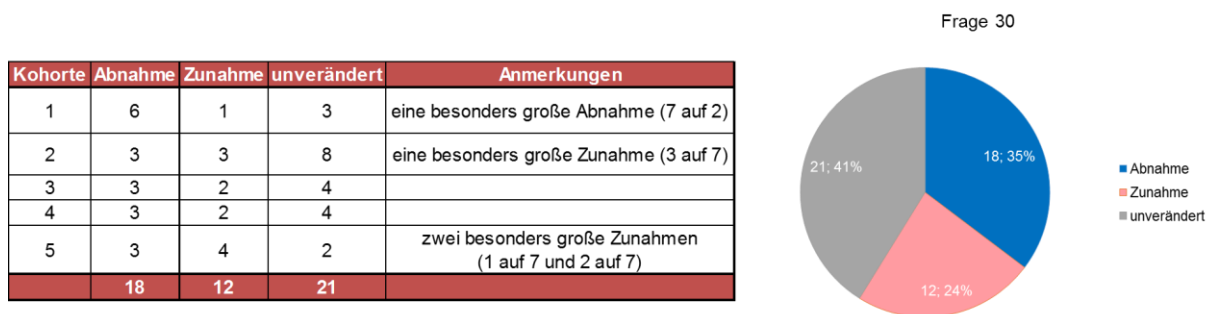 Frage 30
Kohorte Abnahme Zunahme unverändert Anmerkungen
1 6 1 3 eine besonders große Abnahme (7 auf 2)
2 3 3 8 eine besonders große Zunahme (3 auf 7)
3 3 2 4
4 3 2 4
5 3 4 2 zwei besonders große Zunahmen
(1 auf 7 und 2 auf 7)
18 12 21
21; 41%
18; 35%
12; 24%
Abnahme
Zunahme
unverändert